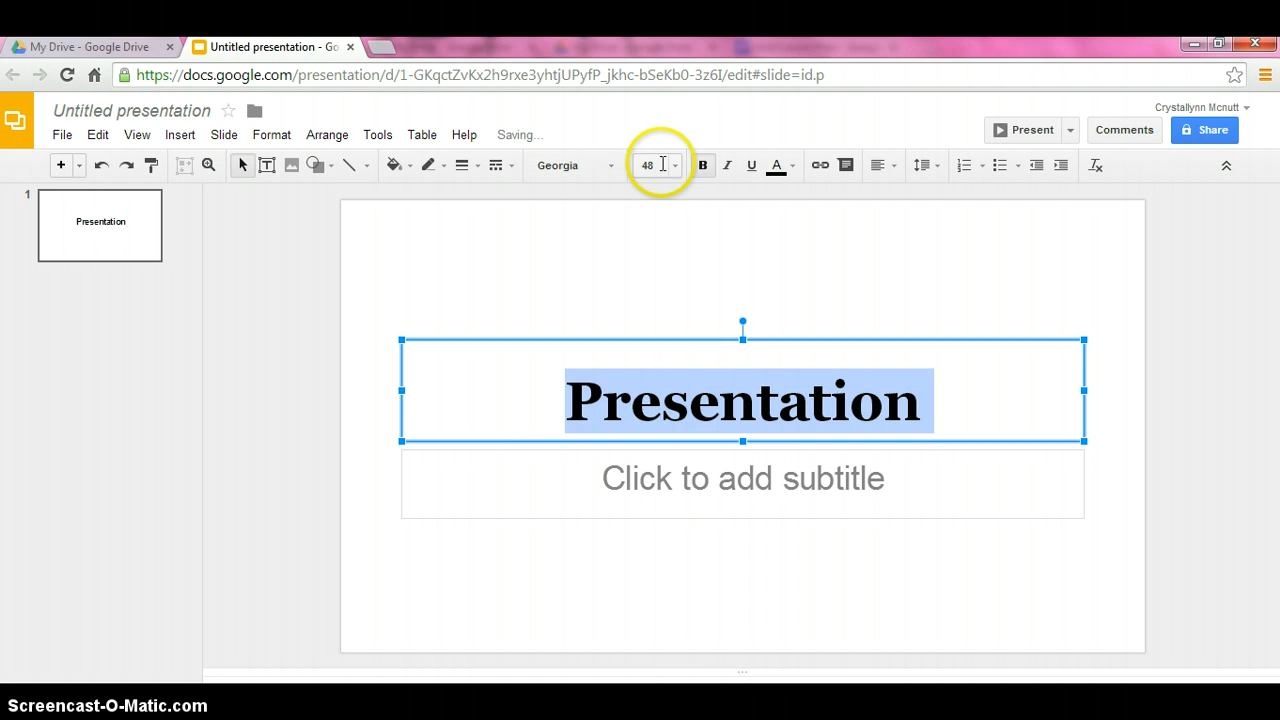 My Drive - Google Drive
Untitled presentation - Go
https://docs.google.com/presentation/d/1-GKqctZvKx2h9rxe3yhtjrPyfP_jkhc-bSeKb0-3z6I/edit#slide=id.p
Untitled presentation
Crystallynn Mcnutt
File Edit View Insert Slide Format Arrange Tools Table Help Saving...
Present Comments Share
Georgia 48 B I U A
1
Presentation
Presentation
Click to add subtitle
Screencast-O-Matic.com